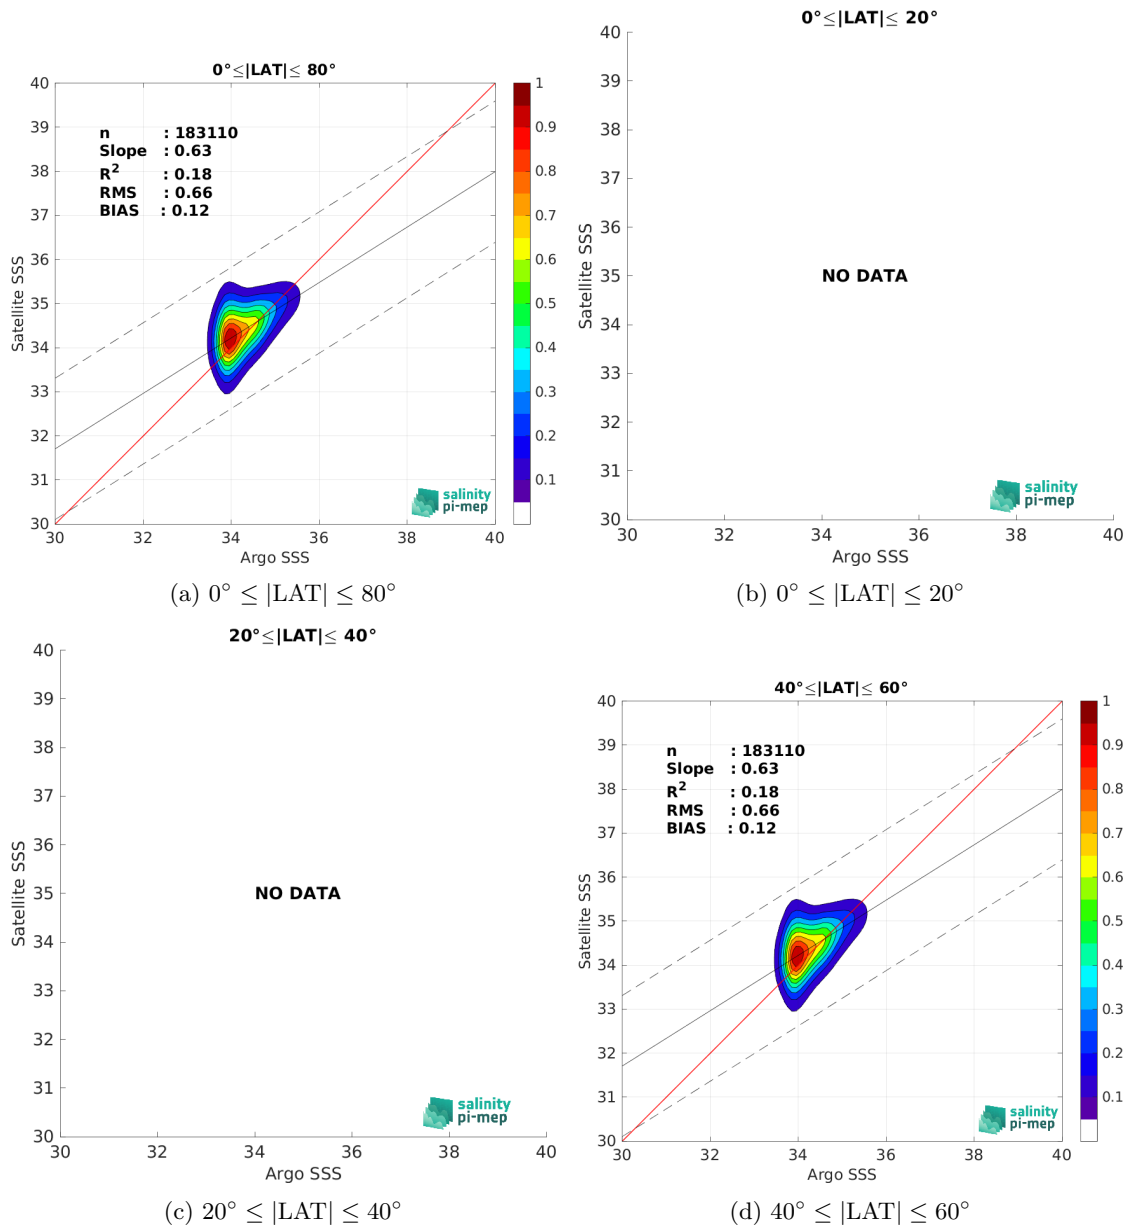 0°≤|LAT|≤ 80°
40
39
38
37
36
35
34
33
32
31
30
30 32 34 36 38 40
Satellite SSS
Argo SSS
n : 183110
Slope : 0.63
R² : 0.18
RMS : 0.66
BIAS : 0.12
1
0.9
0.8
0.7
0.6
0.5
0.4
0.3
0.2
0.1
salinity
pi-mep
(a) 0° ≤ |LAT| ≤ 80°
0°≤|LAT|≤ 20°
40
39
38
37
36
35
34
33
32
31
30
30 32 34 36 38 40
Satellite SSS
Argo SSS
NO DATA
salinity
pi-mep
(b) 0° ≤ |LAT| ≤ 20°
20°≤|LAT|≤ 40°
40
39
38
37
36
35
34
33
32
31
30
30 32 34 36 38 40
Satellite SSS
Argo SSS
NO DATA
salinity
pi-mep
(c) 20° ≤ |LAT| ≤ 40°
40°≤|LAT|≤ 60°
40
39
38
37
36
35
34
33
32
31
30
30 32 34 36 38 40
Satellite SSS
Argo SSS
n : 183110
Slope : 0.63
R² : 0.18
RMS : 0.66
BIAS : 0.12
1
0.9
0.8
0.7
0.6
0.5
0.4
0.3
0.2
0.1
salinity
pi-mep
(d) 40° ≤ |LAT| ≤ 60°